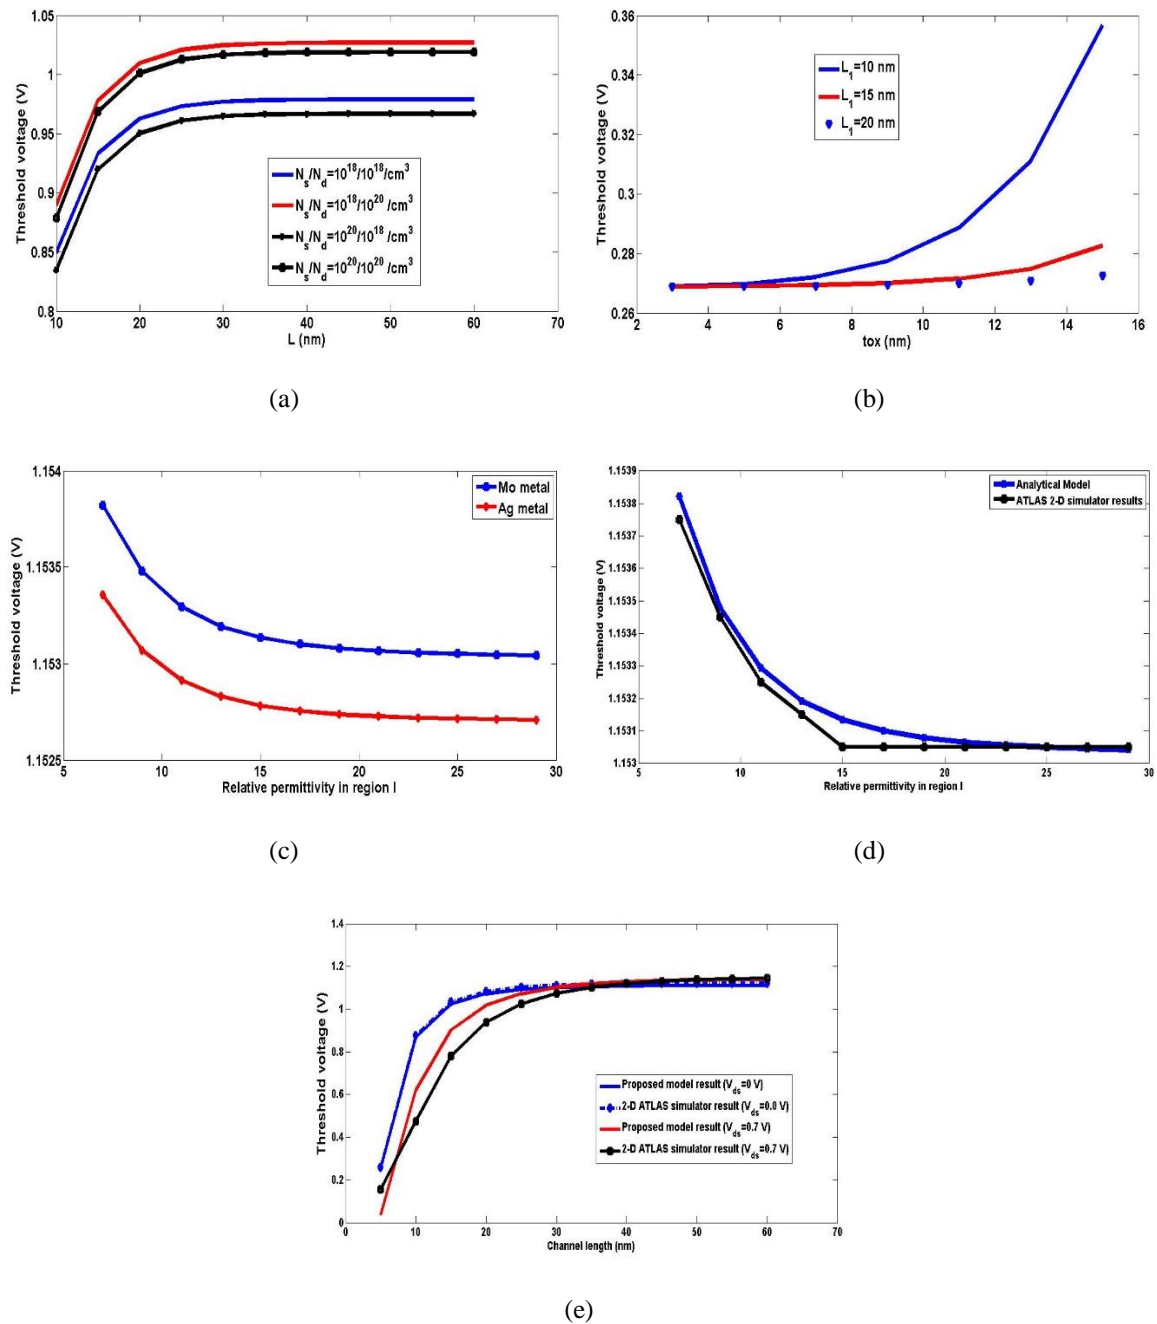 1.05
1
0.95
0.9
0.85
0.8
Threshold voltage (V)
N_s/N_d=10^18/10^18/cm^3
N_s/N_d=10^18/10^20/cm^3
N_s/N_d=10^20/10^18/cm^3
N_s/N_d=10^20/10^20/cm^3
10 20 30 40 50 60 70
L (nm)
(a)
0.36
0.34
0.32
0.3
0.28
0.26
Threshold voltage (V)
L_1=10 nm
L_1=15 nm
L_1=20 nm
2 4 6 8 10 12 14 16
tox (nm)
(b)
1.154
1.1535
1.153
1.1525
Threshold voltage (V)
Mo metal
Ag metal
5 10 15 20 25 30
Relative permittivity in region I
(c)
1.1539
1.1538
1.1537
1.1536
1.1535
1.1534
1.1533
1.1532
1.1531
1.153
Threshold voltage (V)
Analytical Model
ATLAS 2-D simulator results
5 10 15 20 25 30
Relative permittivity in region I
(d)
1.4
1.2
1
0.8
0.6
0.4
0.2
0
Threshold voltage (V)
Proposed model result (V_ds=0 V)
2-D ATLAS simulator result (V_ds=0.0 V)
Proposed model result (V_ds=0.7 V)
2-D ATLAS simulator result (V_ds=0.7 V)
0 10 20 30 40 50 60 70
Channel length (nm)
(e)